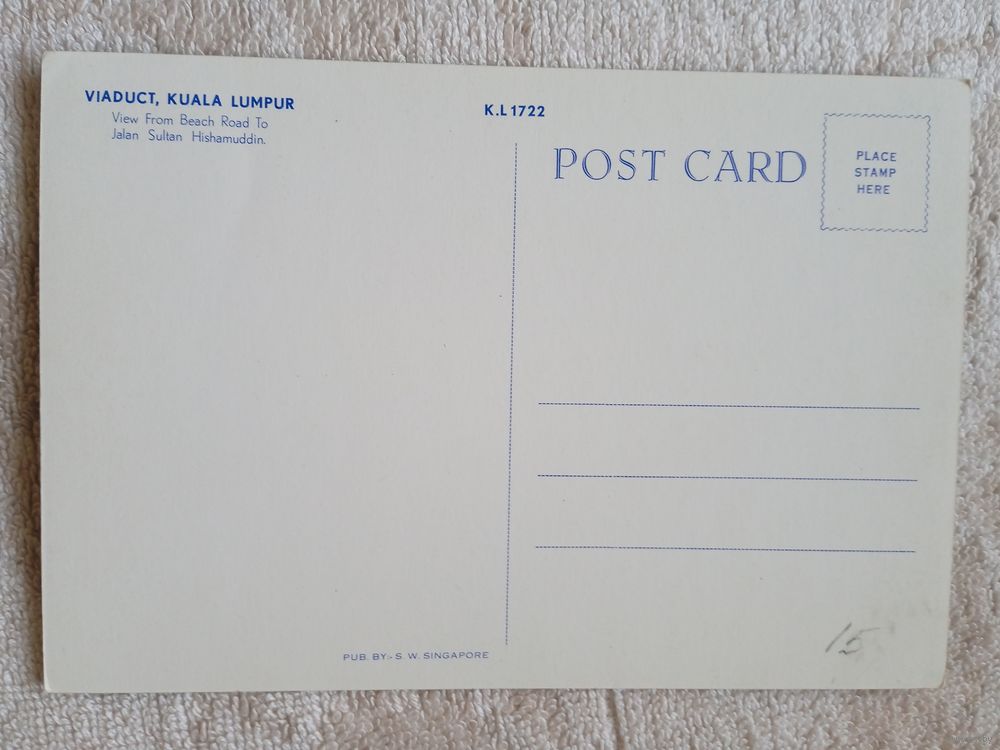 VIADUCT, KUALA LUMPUR
View From Beach Road To
Jalan Sultan Hishamuddin.
K.L 1722
POST CARD
PLACE
STAMP
HERE
PUB. BY:- S. W. SINGAPORE
15